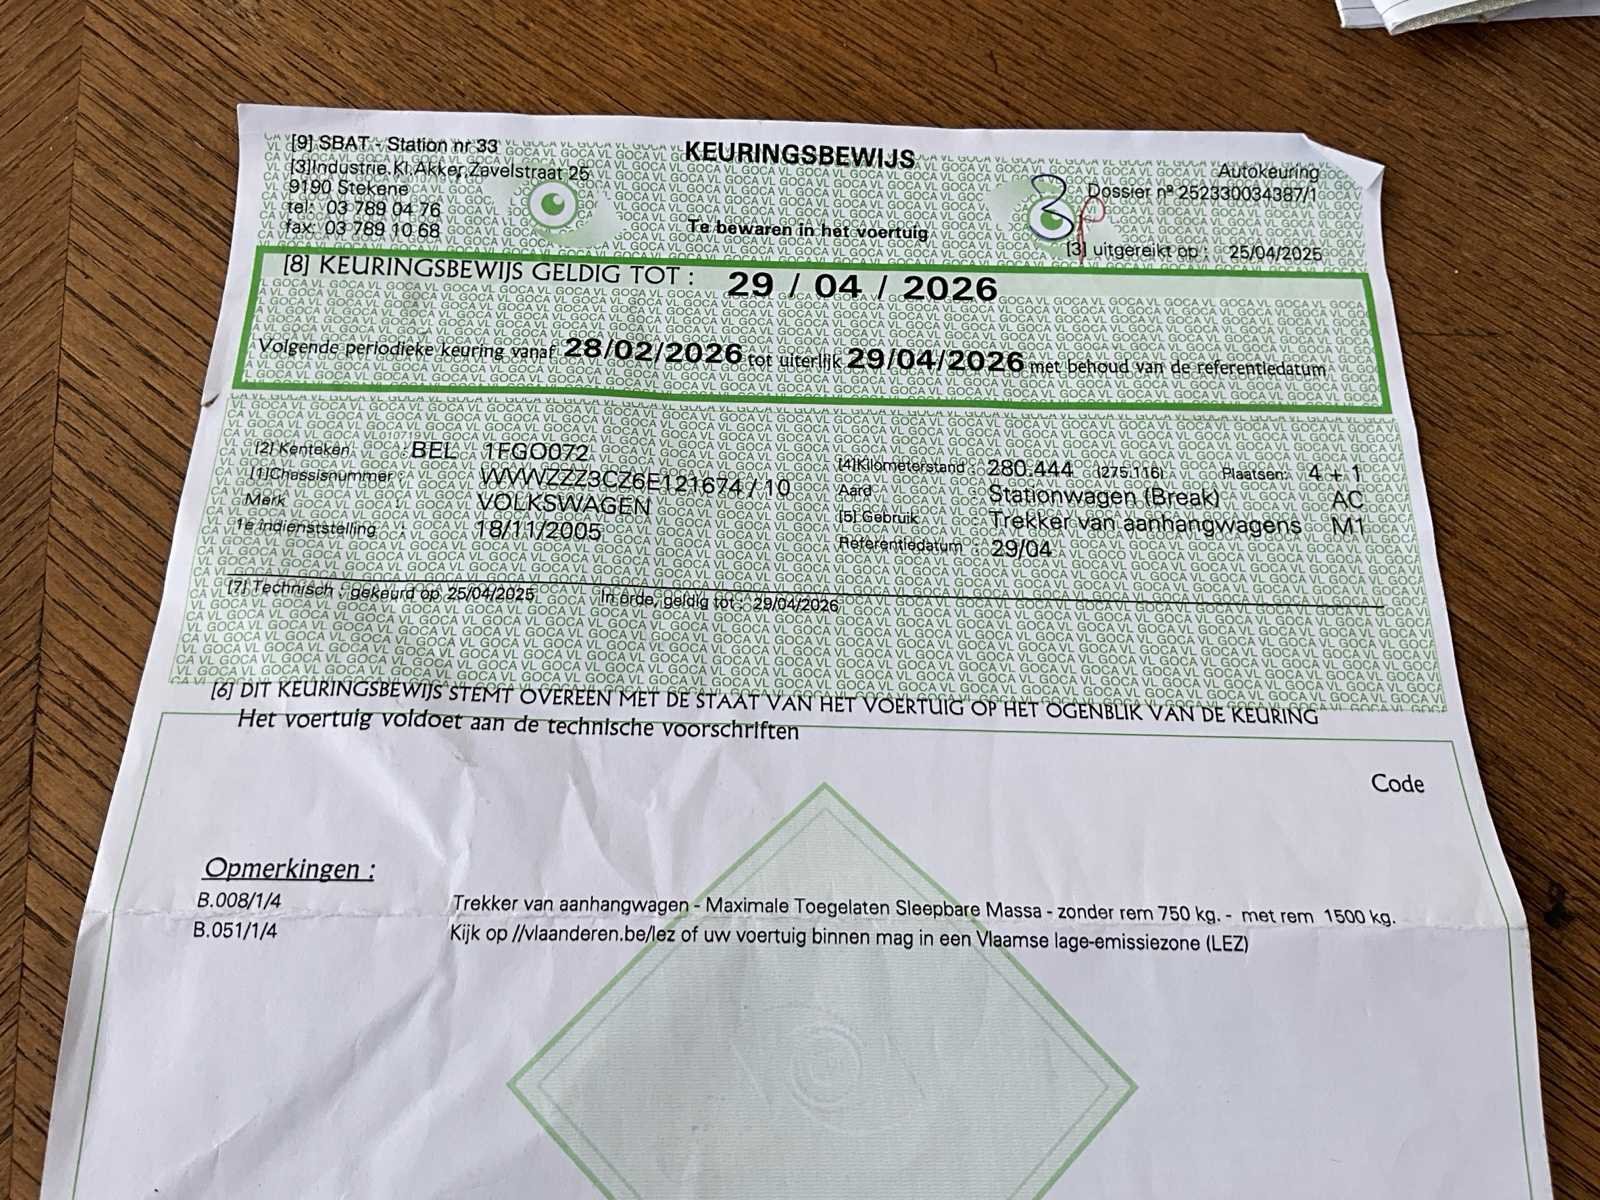 [9] SBAT - Station nr 33
KEURINGSBEWIJS
Autokeuring
[3]Industrie.Kl.Akker,Zavelstraat 25
Dossier nº 252330034387/1
9190 Stekene
tel: 03 789 04 76
Te bewaren in het voertuig
fax: 03 789 10 68
[3] uitgereikt op : 25/04/2025
[8] KEURINGSBEWIJS GELDIG TOT : 29 / 04 / 2026
Volgende periodieke keuring vanaf 28/02/2026 tot uiterlijk 29/04/2026 met behoud van de referentiedatum
[2] Kenteken : BEL 1FGO072
[1]Chassisnummer : WVWZZZ3CZ6E121674 / 10
Merk VOLKSWAGEN
1e indienststelling : 18/11/2005
[4]Kilometerstand : 280.444 (275.116) Plaatsen: 4 + 1
Aard Stationwagen (Break) AC
[5] Gebruik Trekker van aanhangwagens M1
Referentiedatum : 29/04
[7] Technisch : gekeurd op 25/04/2025 In orde, geldig tot : 29/04/2026
[6] DIT KEURINGSBEWIJS STEMT OVEREEN MET DE STAAT VAN HET VOERTUIG OP HET OGENBLIK VAN DE KEURING
Het voertuig voldoet aan de technische voorschriften
Code
Opmerkingen :
B.008/1/4 Trekker van aanhangwagen - Maximale Toegelaten Sleepbare Massa - zonder rem 750 kg. - met rem 1500 kg.
B.051/1/4 Kijk op //vlaanderen.be/lez of uw voertuig binnen mag in een Vlaamse lage-emissiezone (LEZ)